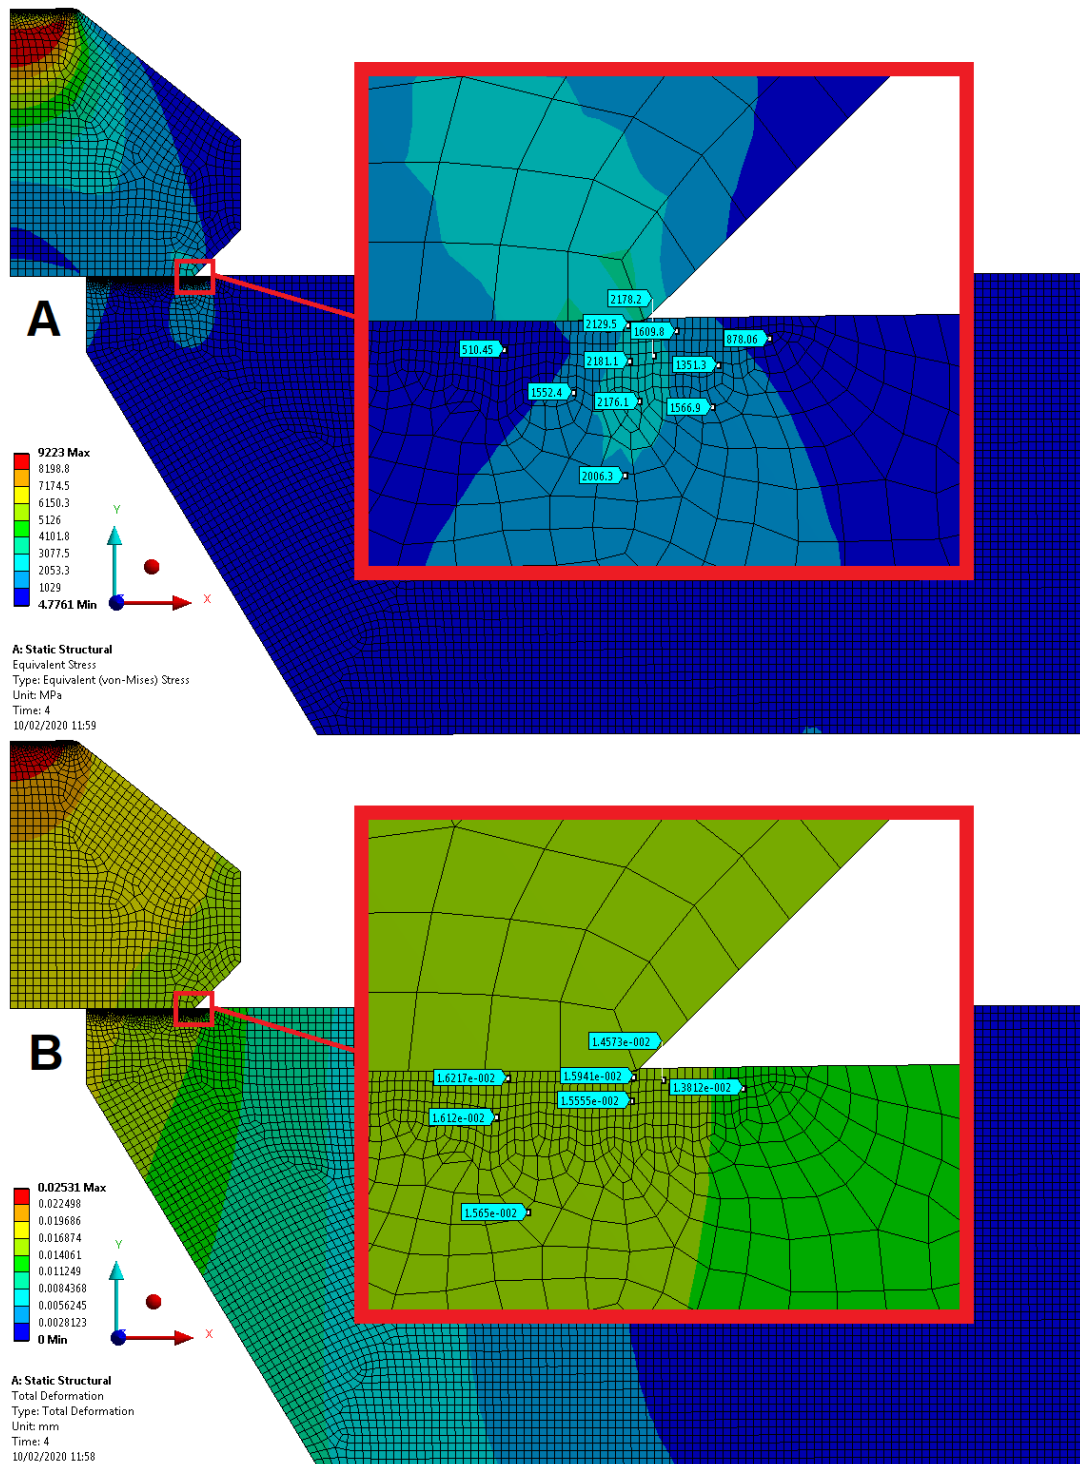 2178.2
2129.5
1609.8
878.06
510.45
2181.1
1351.3
1552.4
2176.1
1566.9
2006.3
A
9223 Max
8198.8
7174.5
6150.3
5126
4101.8
3077.5
2053.3
1029
4.7761 Min
Y
X
A: Static Structural
Equivalent Stress
Type: Equivalent (von-Mises) Stress
Unit: MPa
Time: 4
10/02/2020 11:59
1.4573e-002
1.6217e-002
1.5941e-002
1.3812e-002
1.5555e-002
1.612e-002
1.565e-002
B
0.02531 Max
0.022498
0.019686
0.016874
0.014061
0.011249
0.0084368
0.0056245
0.0028123
0 Min
Y
X
A: Static Structural
Total Deformation
Type: Total Deformation
Unit: mm
Time: 4
10/02/2020 11:58